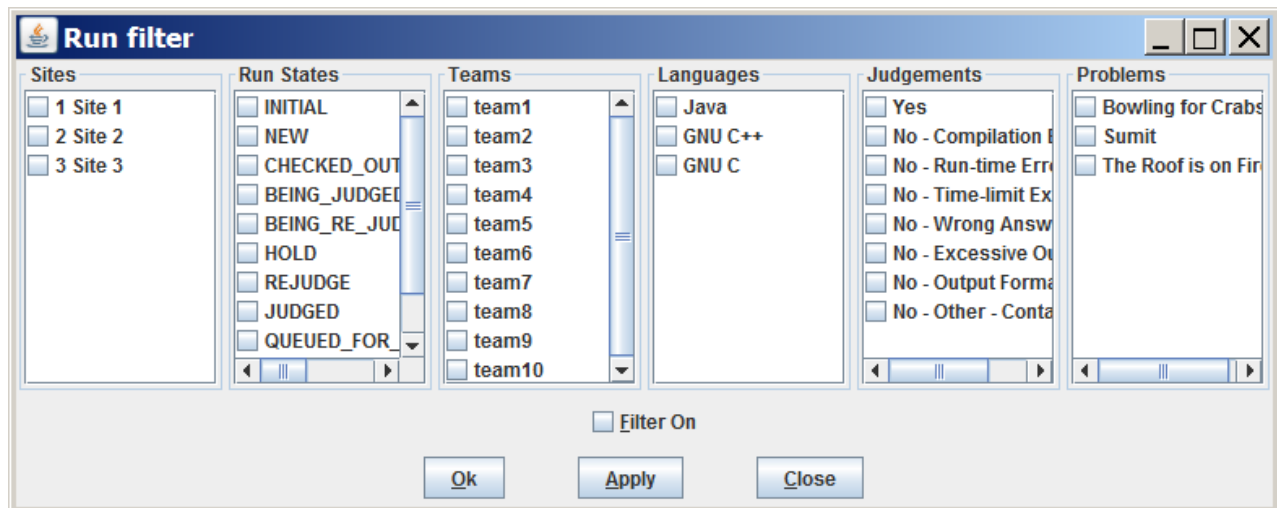 Run filter
Sites
1 Site 1
2 Site 2
3 Site 3
Run States
INITIAL
NEW
CHECKED_OUT
BEING_JUDGED
BEING_RE_JUD
HOLD
REJUDGE
JUDGED
QUEUED_FOR_
Teams
team1
team2
team3
team4
team5
team6
team7
team8
team9
team10
Languages
Java
GNU C++
GNU C
Judgements
Yes
No - Compilation
No - Run-time Erro
No - Time-limit Ex
No - Wrong Answ
No - Excessive Ou
No - Output Forma
No - Other - Conta
Problems
Bowling for Crabs
Sumit
The Roof is on Fir
Filter On
Ok
Apply
Close